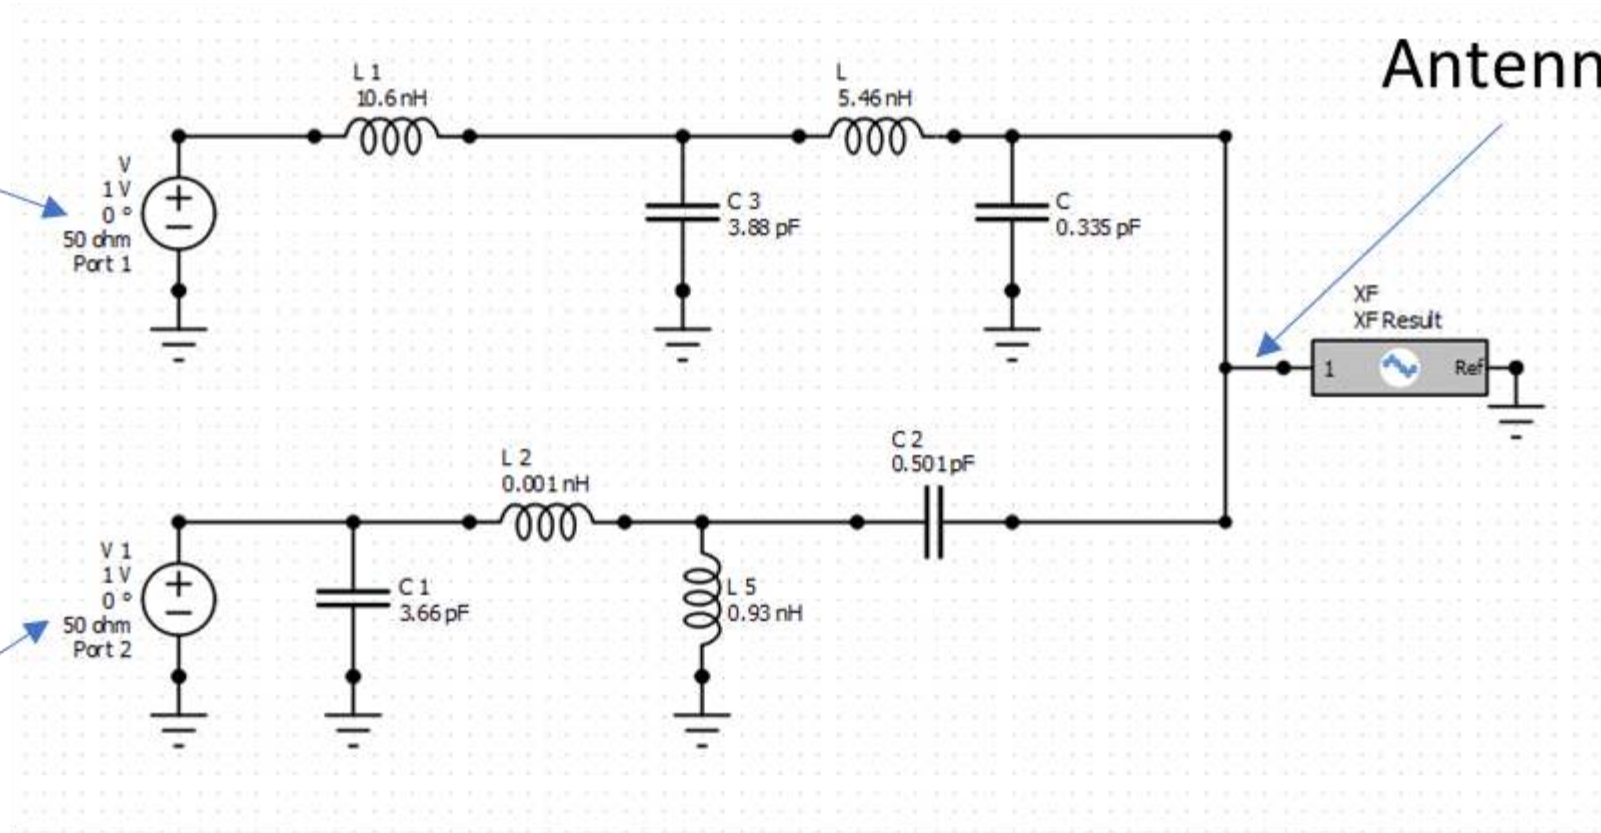 Antenn
L 1
10.6 nH
L
5.46 nH
V
1 V
0 °
50 ohm
Port 1
C 3
3.88 pF
C
0.335 pF
XF
XF Result
1
Ref
C 2
0.501 pF
L 2
0.001 nH
V 1
1 V
0 °
50 ohm
Port 2
C 1
3.66 pF
L 5
0.93 nH